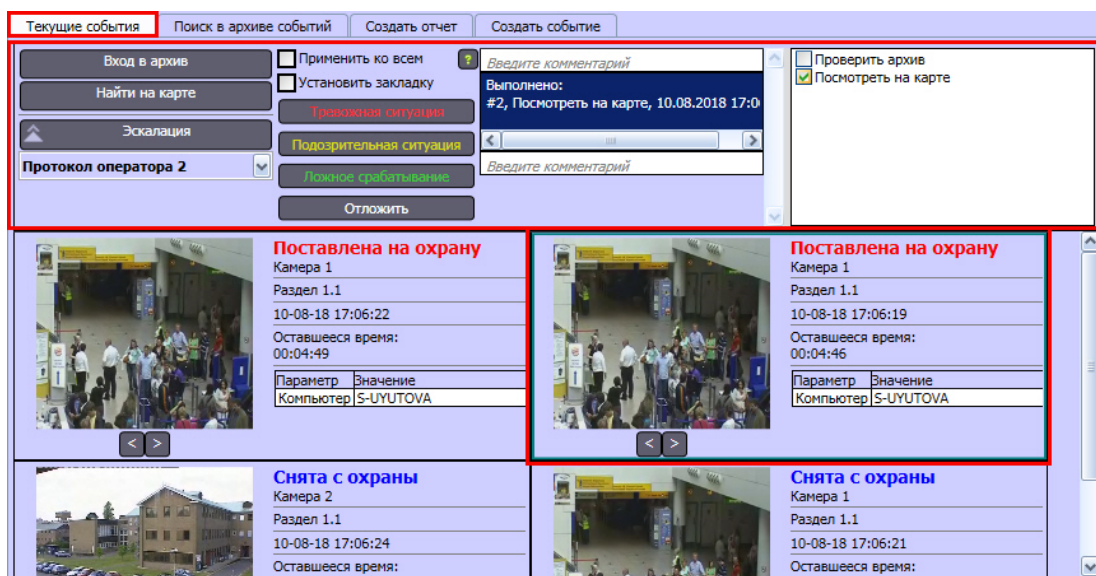 Текущие события
Поиск в архиве событий
Создать отчет
Создать событие
Вход в архив
Найти на карте
Эскалация
Протокол оператора 2
Применить ко всем
?
Установить закладку
Тревожная ситуация
Подозрительная ситуация
Ложное срабатывание
Отложить
Введите комментарий
Выполнено:
#2, Посмотреть на карте, 10.08.2018 17:0
Введите комментарий
Проверить архив
Посмотреть на карте
Поставлена на охрану
Камера 1
Раздел 1.1
10-08-18 17:06:22
Оставшееся время:
00:04:49
Параметр Значение
Компьютер S-UYUTOVA
< >
Поставлена на охрану
Камера 1
Раздел 1.1
10-08-18 17:06:19
Оставшееся время:
00:04:46
Параметр Значение
Компьютер S-UYUTOVA
< >
Снята с охраны
Камера 2
Раздел 1.1
10-08-18 17:06:24
Оставшееся время:
Снята с охраны
Камера 1
Раздел 1.1
10-08-18 17:06:21
Оставшееся время: